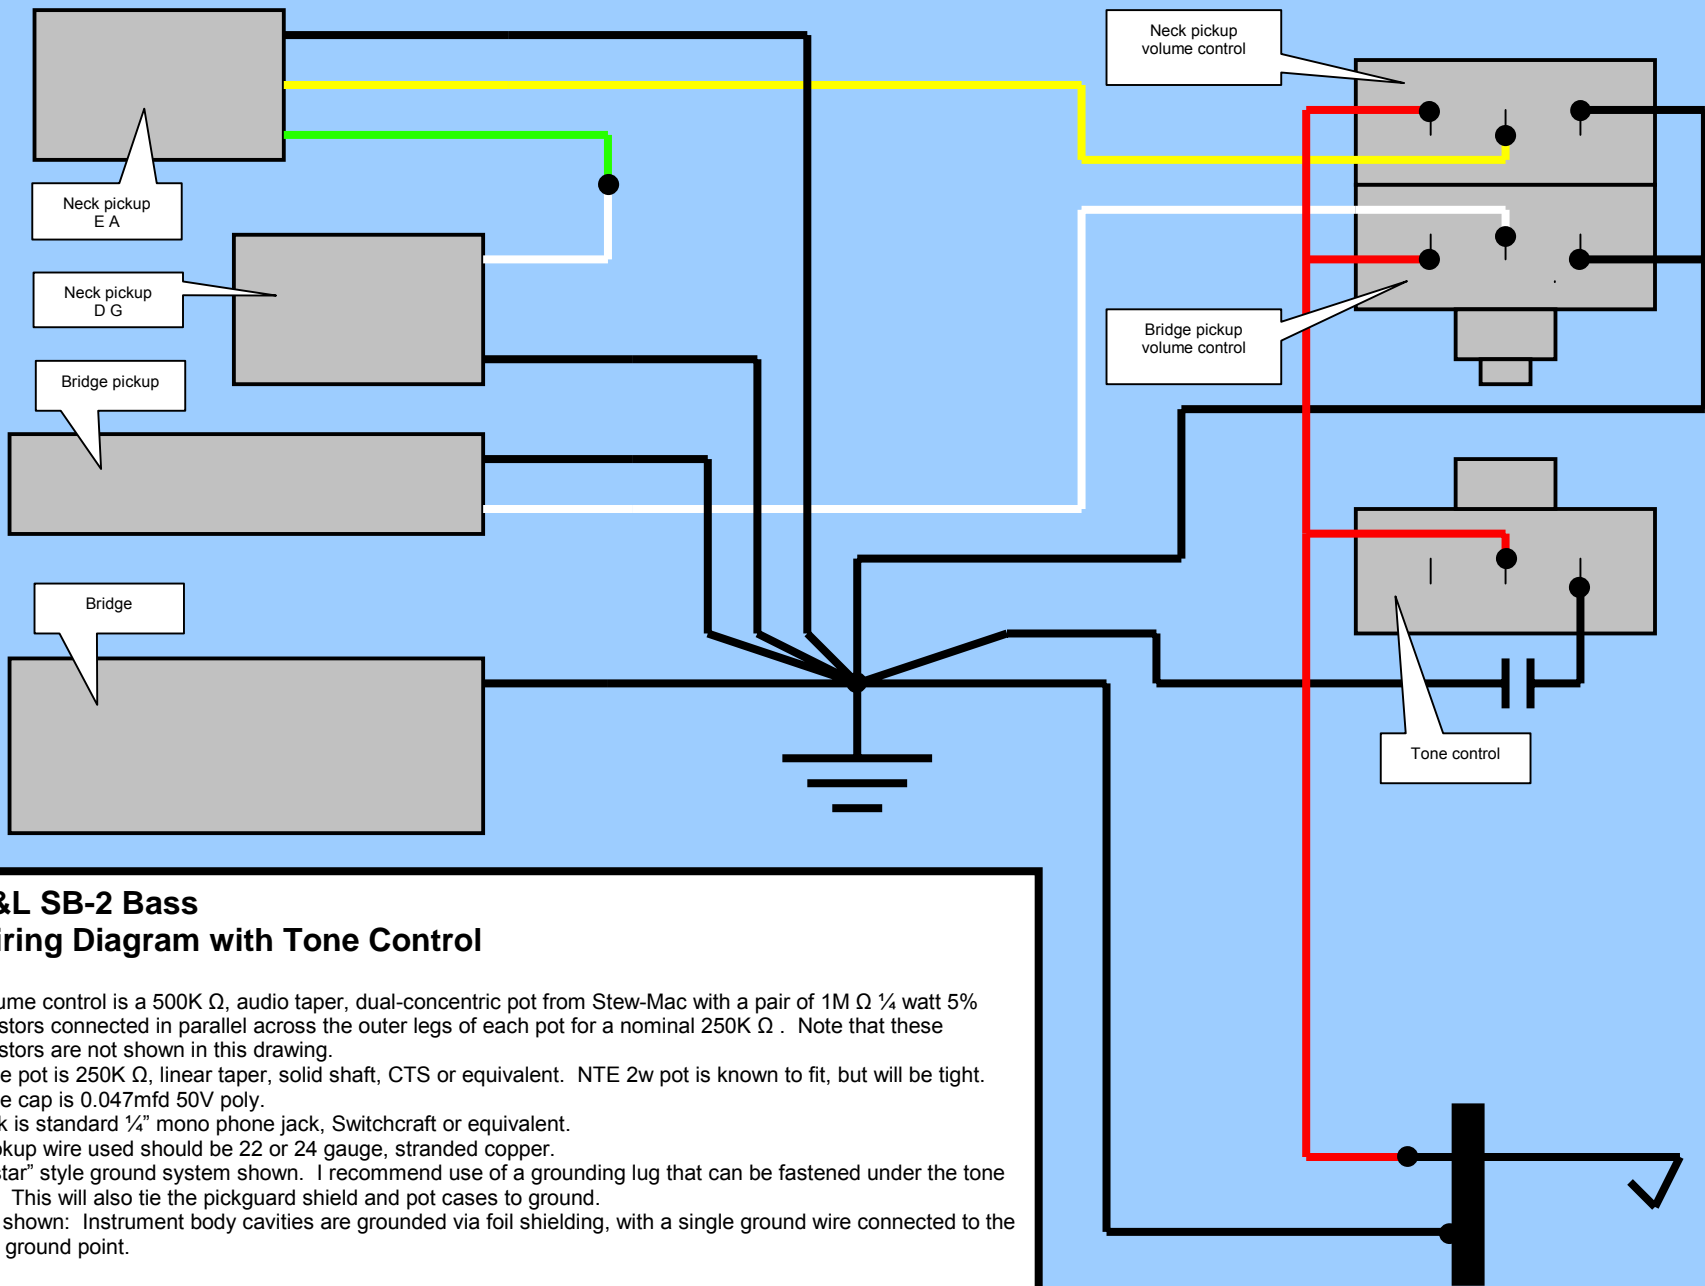 Neck pickup
volume control
Neck pickup
E A
Neck pickup
D G
Bridge pickup
volume control
Bridge pickup
Bridge
Tone control
&L SB-2 Bass
iring Diagram with Tone Control
ume control is a 500K Ω, audio taper, dual-concentric pot from Stew-Mac with a pair of 1M Ω ¼ watt 5%
stors connected in parallel across the outer legs of each pot for a nominal 250K Ω . Note that these
stors are not shown in this drawing.
e pot is 250K Ω, linear taper, solid shaft, CTS or equivalent. NTE 2w pot is known to fit, but will be tight.
e cap is 0.047mfd 50V poly.
k is standard ¼” mono phone jack, Switchcraft or equivalent.
okup wire used should be 22 or 24 gauge, stranded copper.
star” style ground system shown. I recommend use of a grounding lug that can be fastened under the tone
This will also tie the pickguard shield and pot cases to ground.
shown: Instrument body cavities are grounded via foil shielding, with a single ground wire connected to the
ground point.